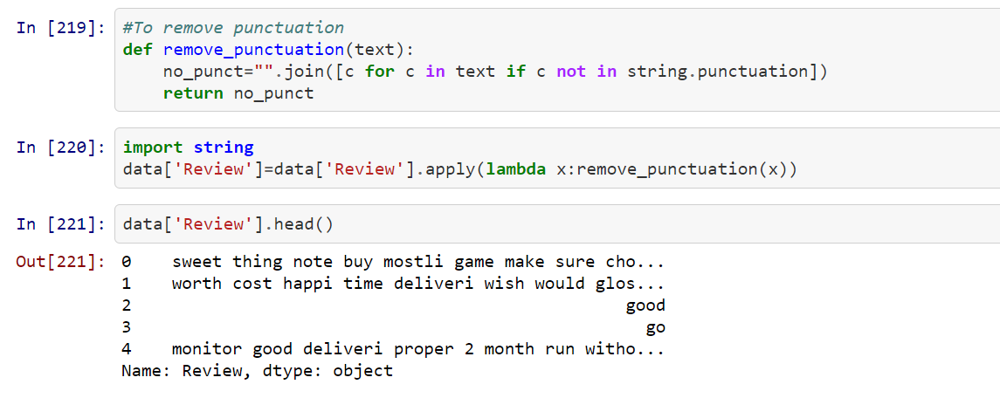 In [219]: #To remove punctuation
def remove_punctuation(text):
    no_punct="".join([c for c in text if c not in string.punctuation])
    return no_punct
In [220]: import string
data['Review']=data['Review'].apply(lambda x:remove_punctuation(x))
In [221]: data['Review'].head()
Out[221]: 0    sweet thing note buy mostli game make sure cho...
1    worth cost happi time deliveri wish would glos...
2                                                 good
3                                                   go
4    monitor good deliveri proper 2 month run witho...
Name: Review, dtype: object